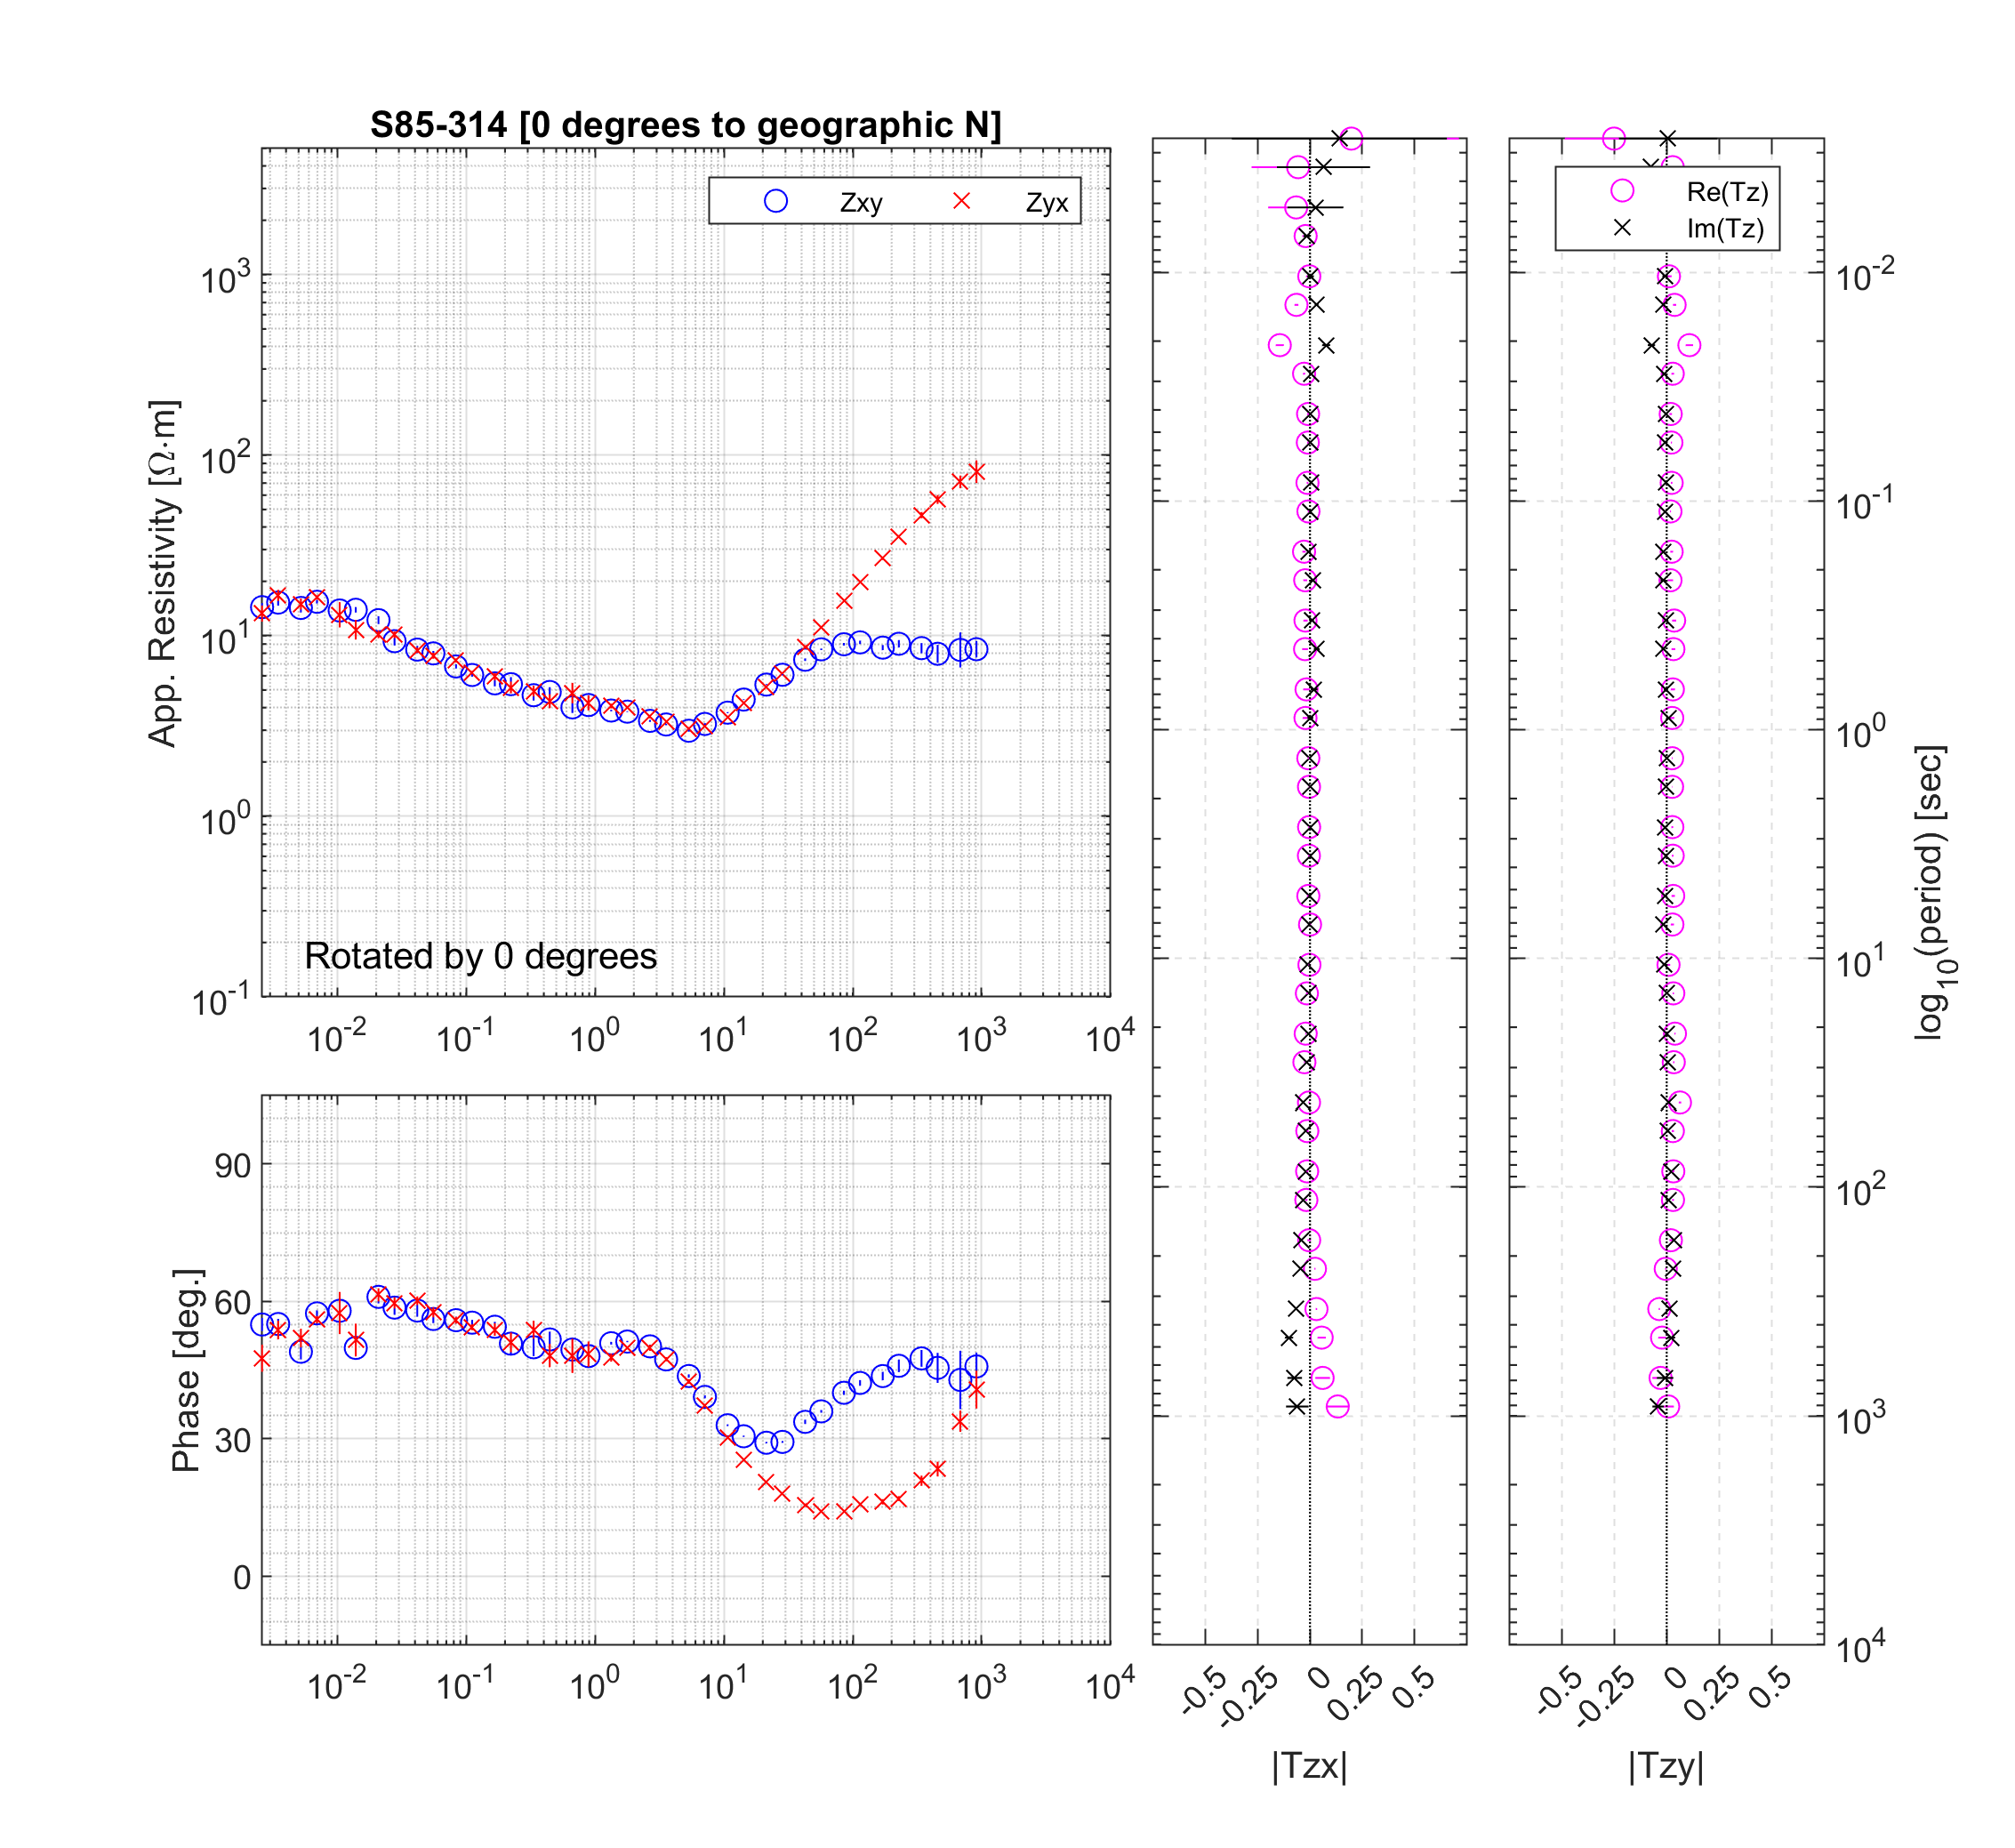 S85-314 [0 degrees to geographic N]
Zxy Zyx
App. Resistivity [Ω·m]
10^3
10^2
10^1
10^0
10^-1
Rotated by 0 degrees
10^-2 10^-1 10^0 10^1 10^2 10^3 10^4
Phase [deg.]
90
60
30
0
10^-2 10^-1 10^0 10^1 10^2 10^3 10^4
-0.5 -0.25 0 0.25 0.5
|Tzx|
Re(Tz)
Im(Tz)
10^-2
10^-1
10^0
10^1
10^2
10^3
10^4
log_10(period) [sec]
-0.5 -0.25 0 0.25 0.5
|Tzy|